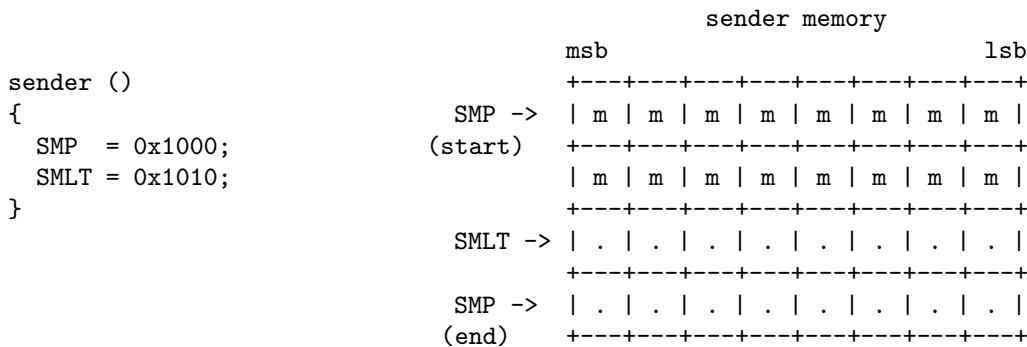 sender memory
                                                  msb                           lsb
sender ()                                         +---+---+---+---+---+---+---+---+
{                                       SMP ->    | m | m | m | m | m | m | m | m |
  SMP  = 0x1000;                      (start)     +---+---+---+---+---+---+---+---+
  SMLT = 0x1010;                                  | m | m | m | m | m | m | m | m |
}                                                 +---+---+---+---+---+---+---+---+
                                       SMLT ->    | . | . | . | . | . | . | . | . |
                                                  +---+---+---+---+---+---+---+---+
                                       SMP ->     | . | . | . | . | . | . | . | . |
                                      (end)       +---+---+---+---+---+---+---+---+